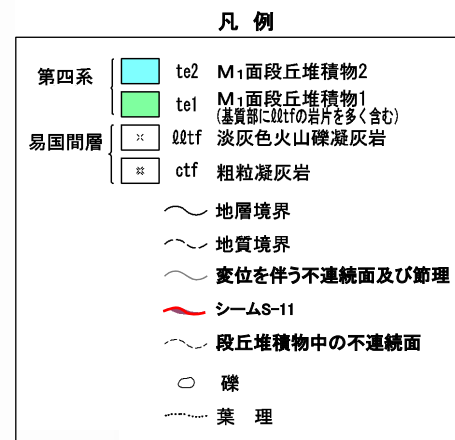 凡 例
第四系
te2 M₁面段丘堆積物2
te1 M₁面段丘堆積物1
(基質部にℓℓtfの岩片を多く含む)
易国間層
ℓℓtf 淡灰色火山礫凝灰岩
ctf 粗粒凝灰岩
地層境界
地質境界
変位を伴う不連続面及び節理
シームS-11
段丘堆積物中の不連続面
礫
葉 理